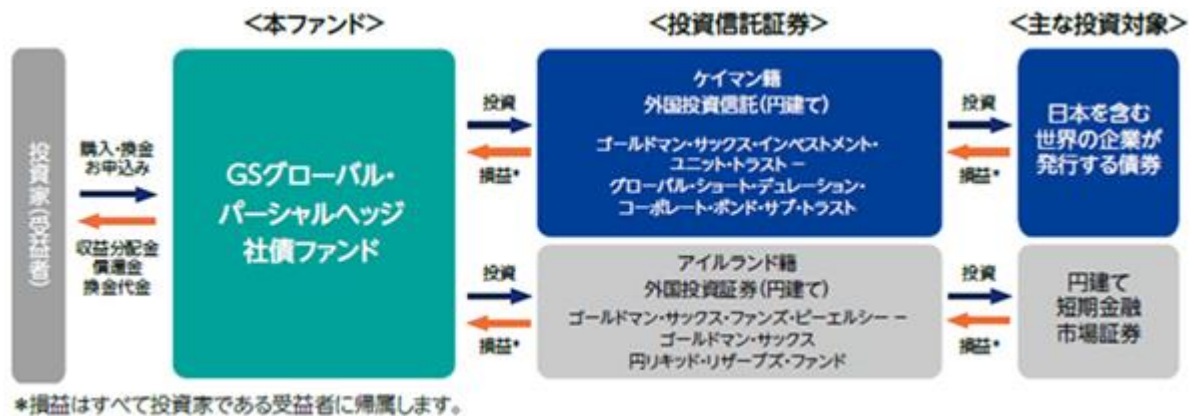 ＜本ファンド＞
＜投資信託証券＞
＜主な投資対象＞
投資家（受益者）
購入・換金
お申込み
収益分配金
償還金
換金代金
GSグローバル・
パーシャルヘッジ
社債ファンド
投資
損益*
ケイマン籍
外国投資信託（円建て）
ゴールドマン・サックス・インベストメント・
ユニット・トラスト －
グローバル・ショート・デュレーション・
コーポレート・ボンド・サブ・トラスト
投資
損益*
日本を含む
世界の企業が
発行する債券
投資
損益*
アイルランド籍
外国投資証券（円建て）
ゴールドマン・サックス・ファンズ・ピーエルシー －
ゴールドマン・サックス
円リキッド・リザーブズ・ファンド
投資
損益*
円建て
短期金融
市場証券
*損益はすべて投資家である受益者に帰属します。